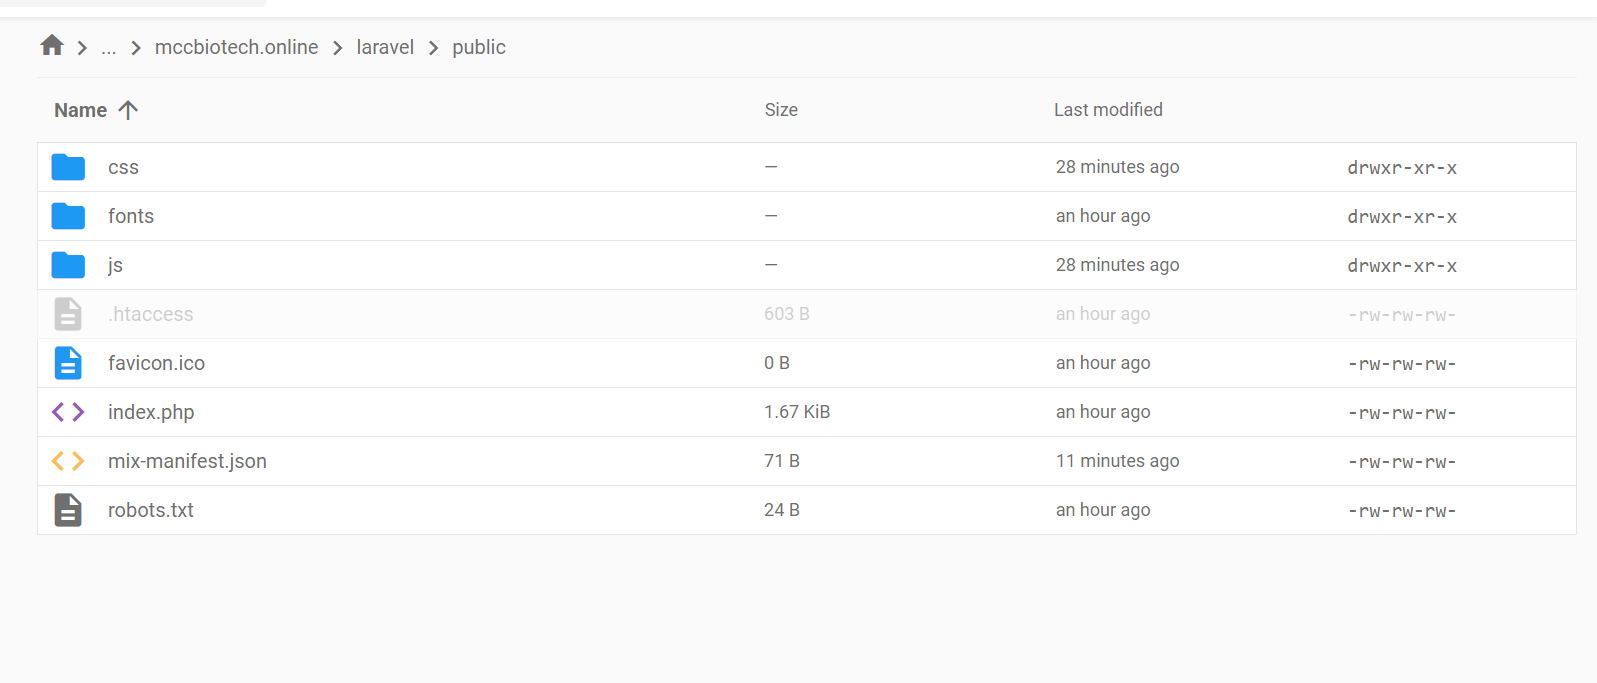 ... mccbiotech.online laravel public
Name Size Last modified
css — 28 minutes ago drwxr-xr-x
fonts — an hour ago drwxr-xr-x
js — 28 minutes ago drwxr-xr-x
.htaccess 603 B an hour ago -rw-rw-rw-
favicon.ico 0 B an hour ago -rw-rw-rw-
index.php 1.67 KiB an hour ago -rw-rw-rw-
mix-manifest.json 71 B 11 minutes ago -rw-rw-rw-
robots.txt 24 B an hour ago -rw-rw-rw-